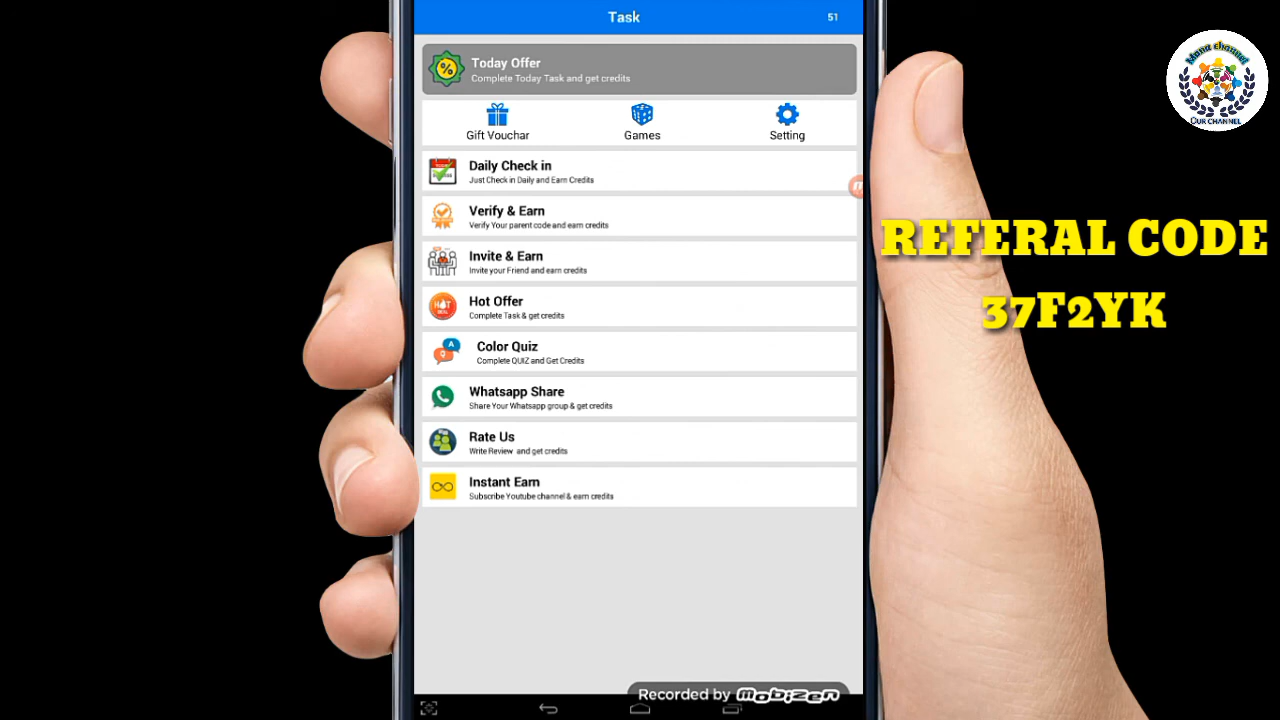 Task
51
Today Offer
Complete Today Task and get credits
Gift Vouchar
Games
Setting
Daily Check in
Just Check in Daily and Earn Credits
Verify & Earn
Verify Your parent code and earn credits
Invite & Earn
Invite your Friend and earn credits
Hot Offer
Complete Task & get credits
Color Quiz
Complete QUIZ and Get Credits
Whatsapp Share
Share Your Whatsapp group & get credits
Rate Us
Write Review and get credits
Instant Earn
Subscribe Youtube channel & earn credits
Recorded by mobizen
Mana channel
OUR CHANNEL
REFERAL CODE
37F2YK